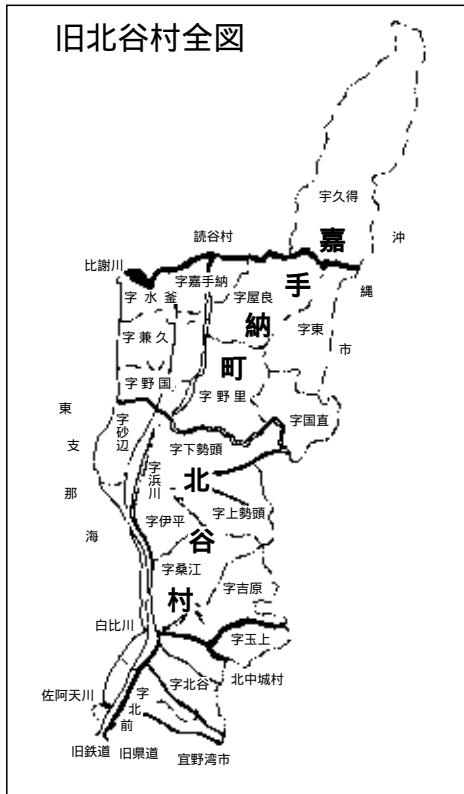 旧北谷村全図
字久得
嘉手納町
沖縄市
読谷村
比謝川
字嘉手納
字水釜
字屋良
字東
字兼久
字野国
字野里
字国直
東支那海
字砂辺
字下勢頭
字浜川
北谷村
字上勢頭
字伊平
字桑江
字吉原
白比川
字玉上
字北谷
北中城村
佐阿天川
字北前
旧鉄道
旧県道
宜野湾市